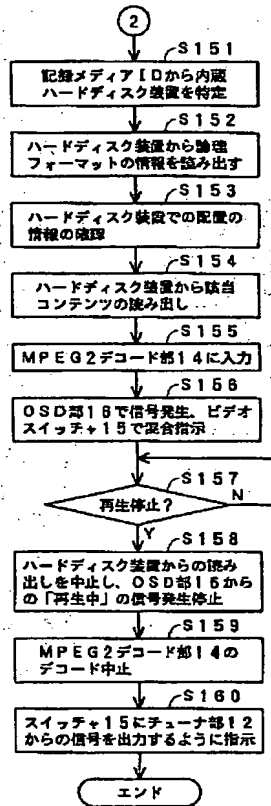 2
S151
記録メディアIDから内蔵
ハードディスク装置を特定
S152
ハードディスク装置から論理
フォーマットの情報を読み出す
S153
ハードディスク装置での配置の
情報の確認
S154
ハードディスク装置から該当
コンテンツの読み出し
S155
MPEG2デコード部14に入力
S156
OSD部16で信号発生、ビデオ
スイッチャ15で混合指示
S157
再生停止?
N
Y
S158
ハードディスク装置からの読み
出しを中止し、OSD部16から
の「再生中」の信号発生停止
S159
MPEG2デコード部14の
デコード中止
S160
スイッチャ15にチューナ部12
からの信号を出力するように指示
エンド